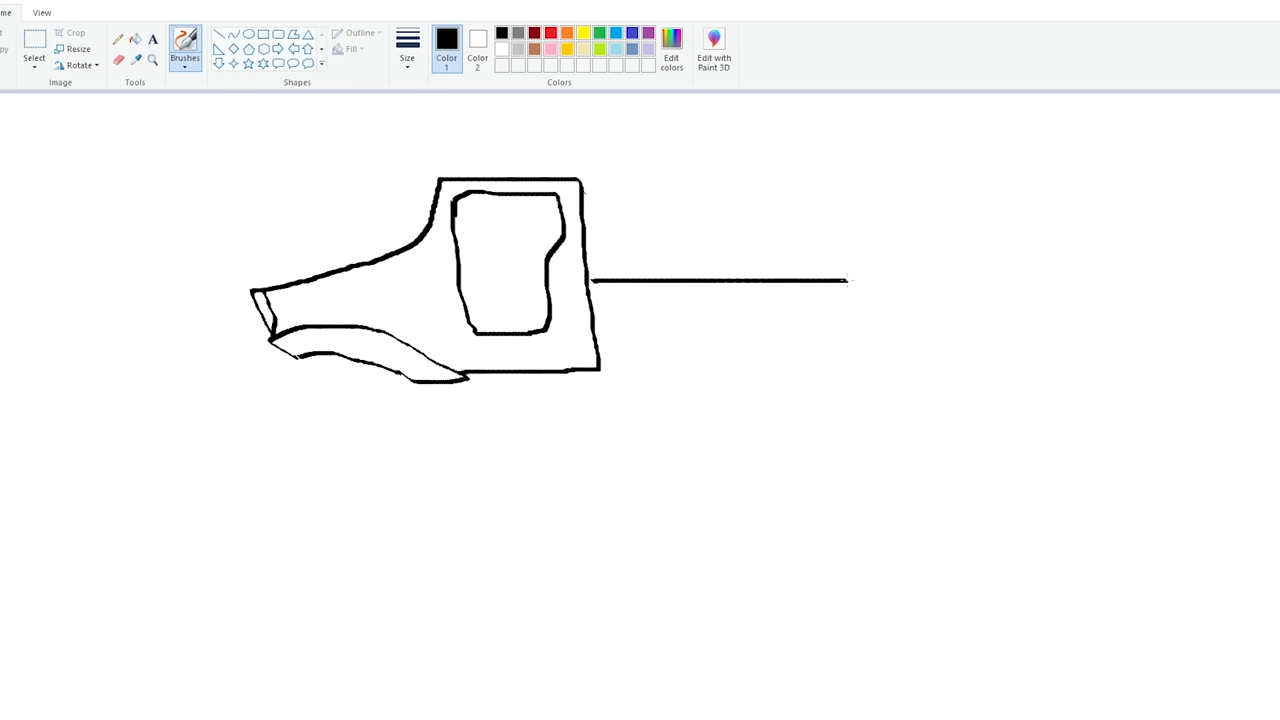 me View
t
py
Select
Crop
Resize
Rotate
Image
A
Tools
Brushes
Outline
Fill
Shapes
Size
Color
1
Color
2
Edit
colors
Colors
Edit with
Paint 3D